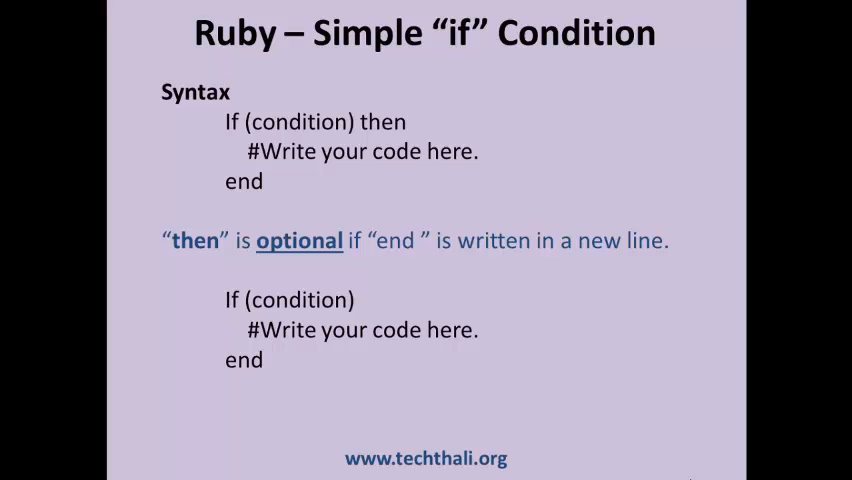 Ruby – Simple “if” Condition
Syntax
If (condition) then
#Write your code here.
end
“then” is optional if “end ” is written in a new line.
If (condition)
#Write your code here.
end
www.techthali.org